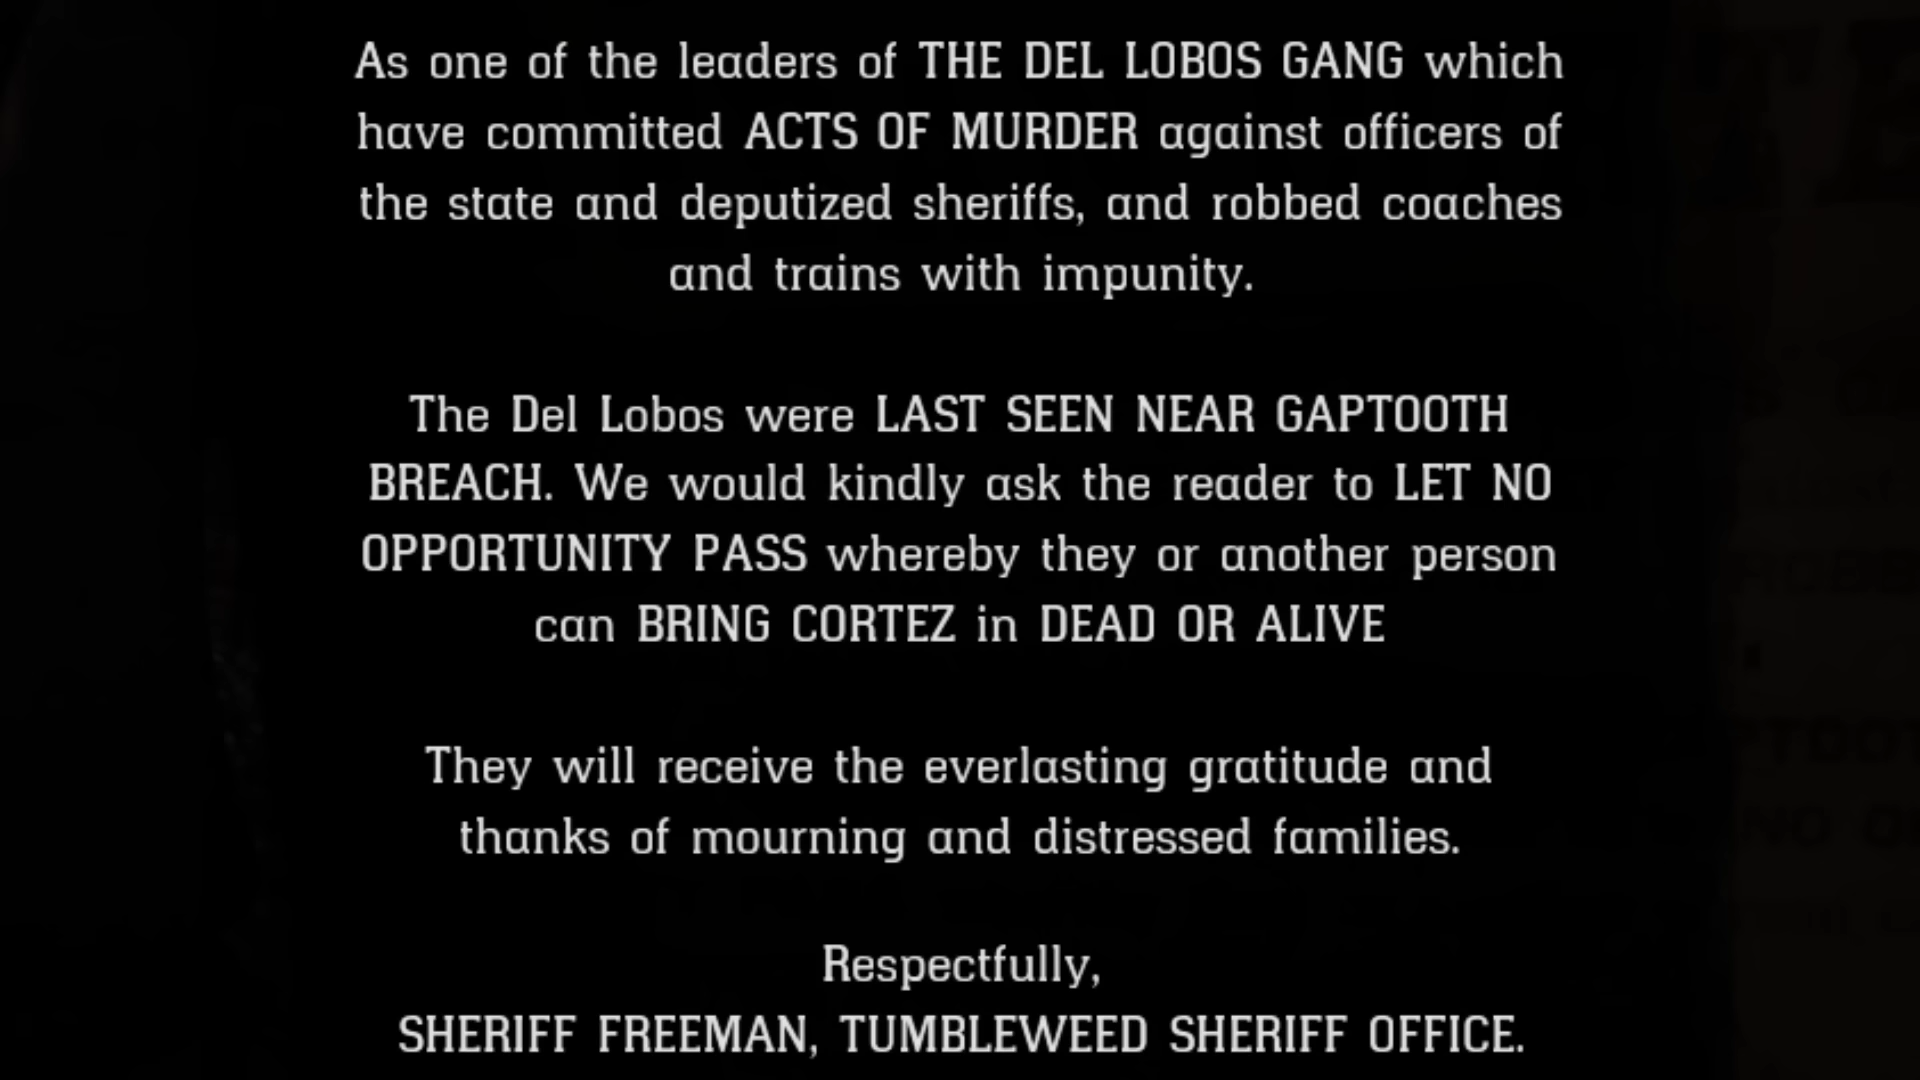 As one of the leaders of THE DEL LOBOS GANG which
have committed ACTS OF MURDER against officers of
the state and deputized sheriffs, and robbed coaches
and trains with impunity.
The Del Lobos were LAST SEEN NEAR GAPTOOTH
BREACH. We would kindly ask the reader to LET NO
OPPORTUNITY PASS whereby they or another person
can BRING CORTEZ in DEAD OR ALIVE
They will receive the everlasting gratitude and
thanks of mourning and distressed families.
Respectfully,
SHERIFF FREEMAN, TUMBLEWEED SHERIFF OFFICE.